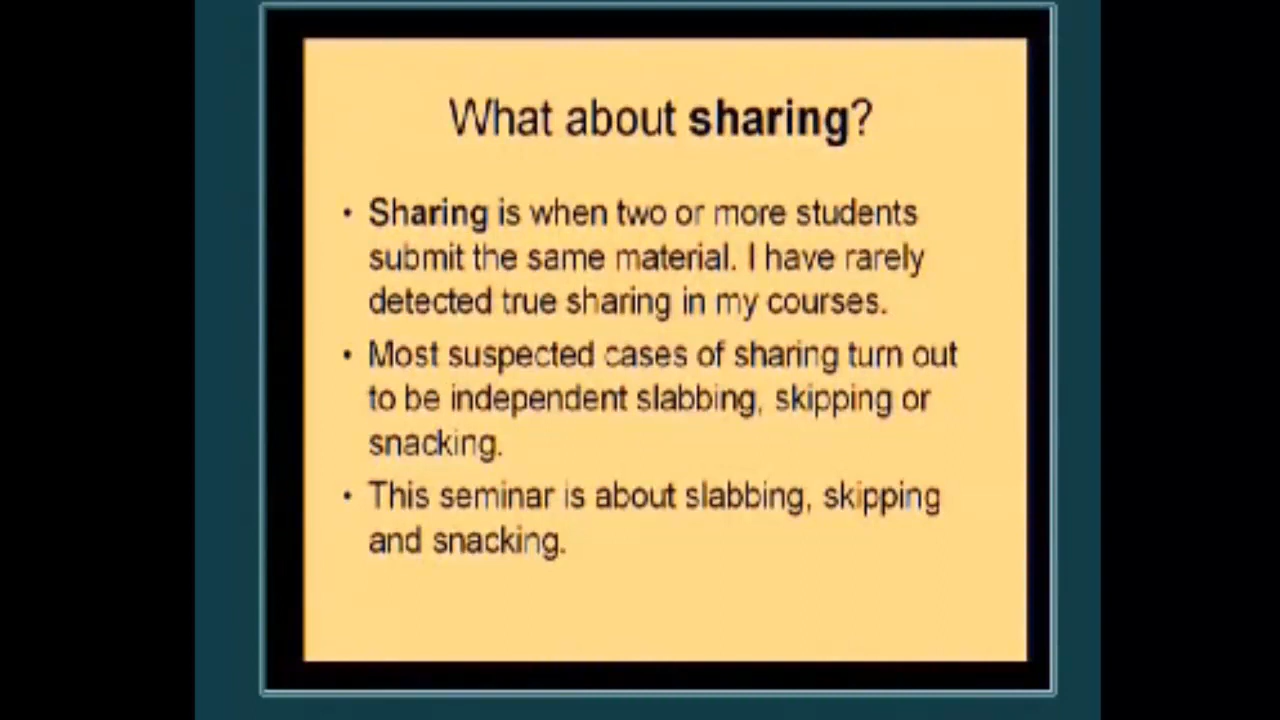 What about sharing?
• Sharing is when two or more students
submit the same material. I have rarely
detected true sharing in my courses.
• Most suspected cases of sharing turn out
to be independent slabbing, skipping or
snacking.
• This seminar is about slabbing, skipping
and snacking.